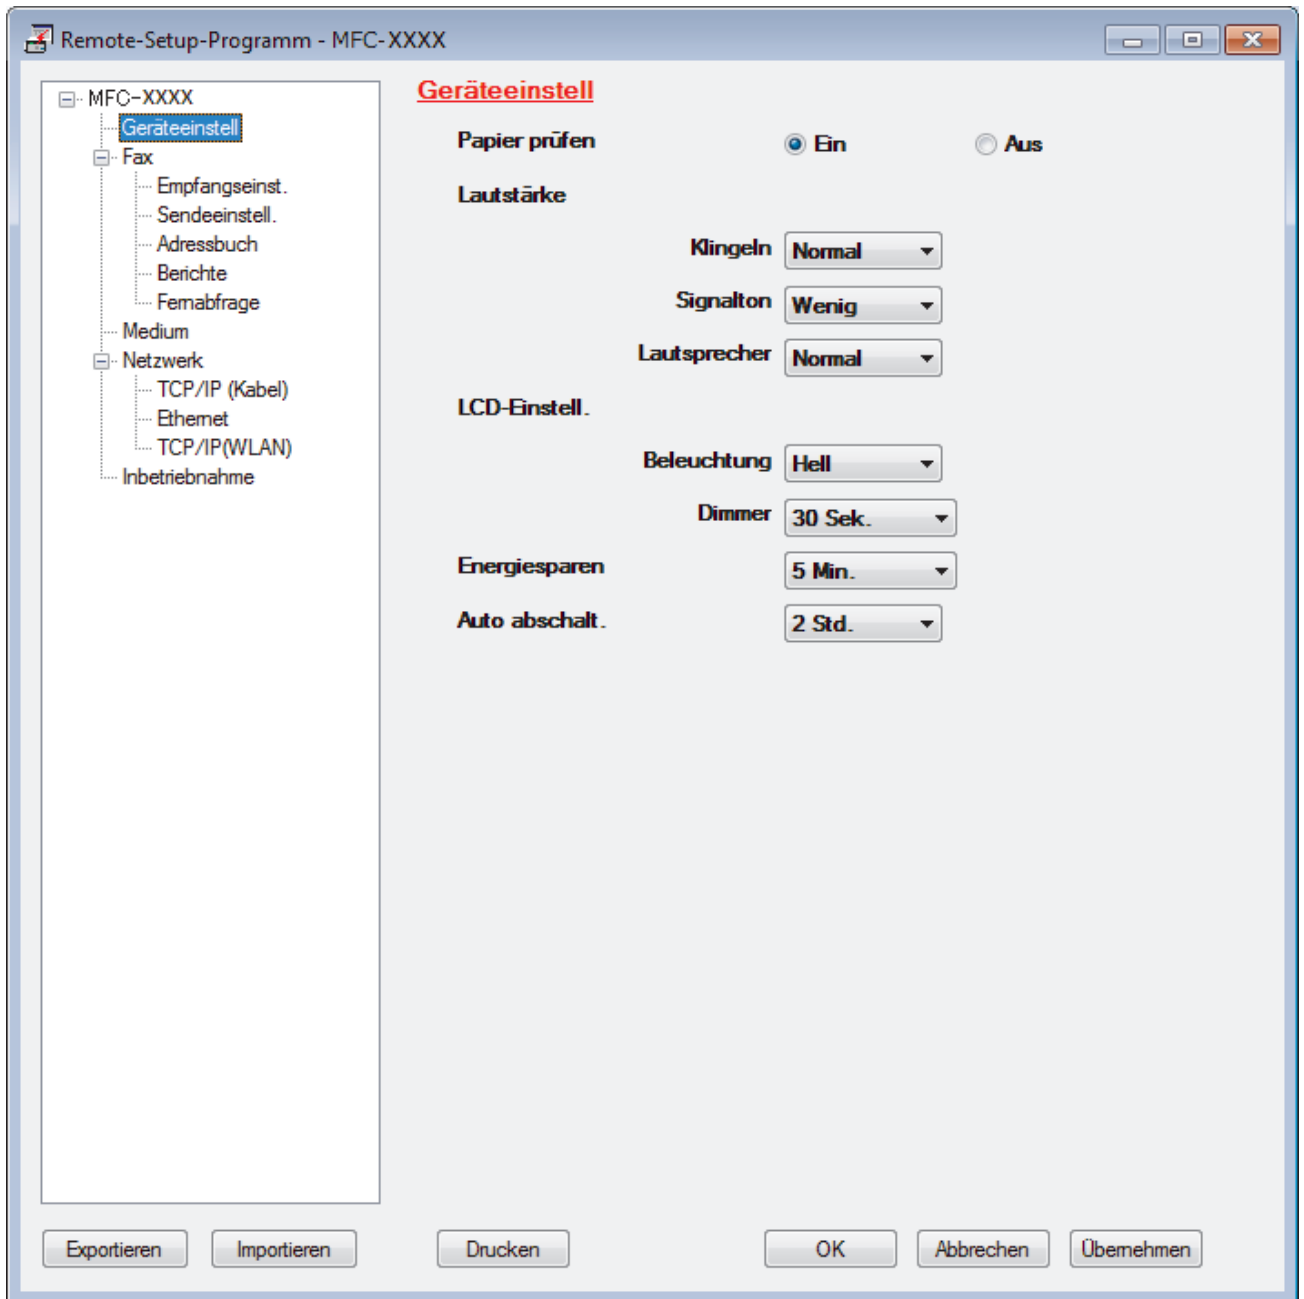 Remote-Setup-Programm - MFC-XXXX
MFC-XXXX
Geräteeinstell
Fax
Empfangseinst.
Sendeeinstell.
Adressbuch
Berichte
Fernabfrage
Medium
Netzwerk
TCP/IP (Kabel)
Ethernet
TCP/IP(WLAN)
Inbetriebnahme
Geräteeinstell
Papier prüfen Ein Aus
Lautstärke
Klingeln Normal
Signalton Wenig
Lautsprecher Normal
LCD-Einstell.
Beleuchtung Hell
Dimmer 30 Sek.
Energiesparen 5 Min.
Auto abschalt. 2 Std.
Exportieren Importieren Drucken OK Abbrechen Übernehmen